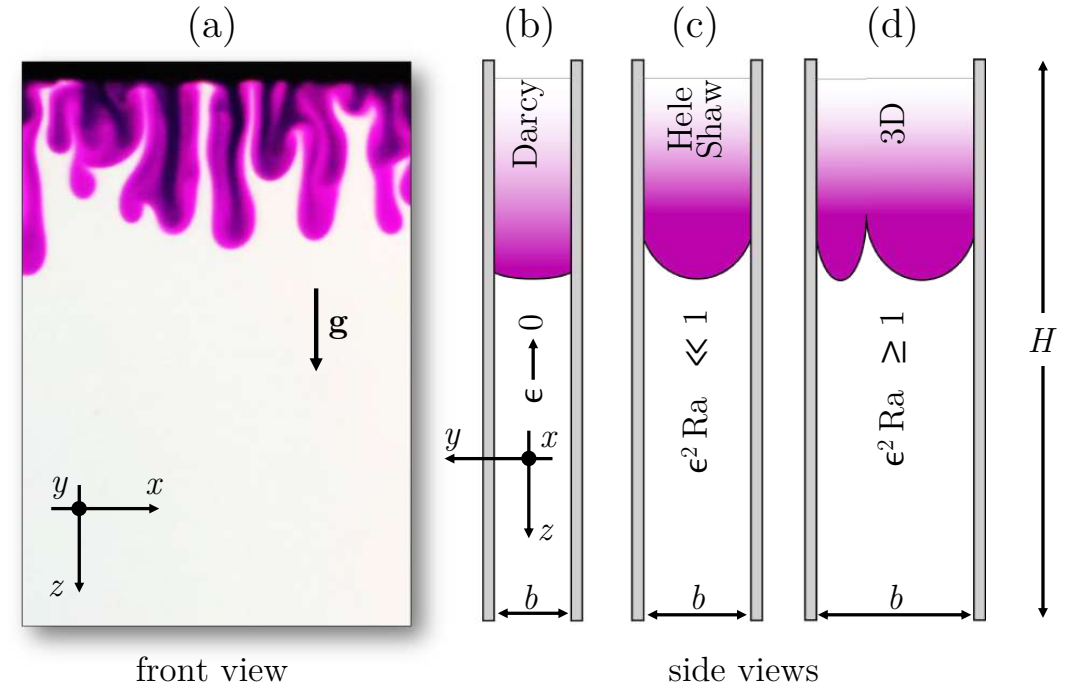 (a)
(b)
(c)
(d)
Darcy
Hele
Shaw
3D
g
ϵ → 0
ϵ² Ra ≪ 1
ϵ² Ra ≥ 1
H
y
x
z
y
x
z
b
b
b
front view
side views